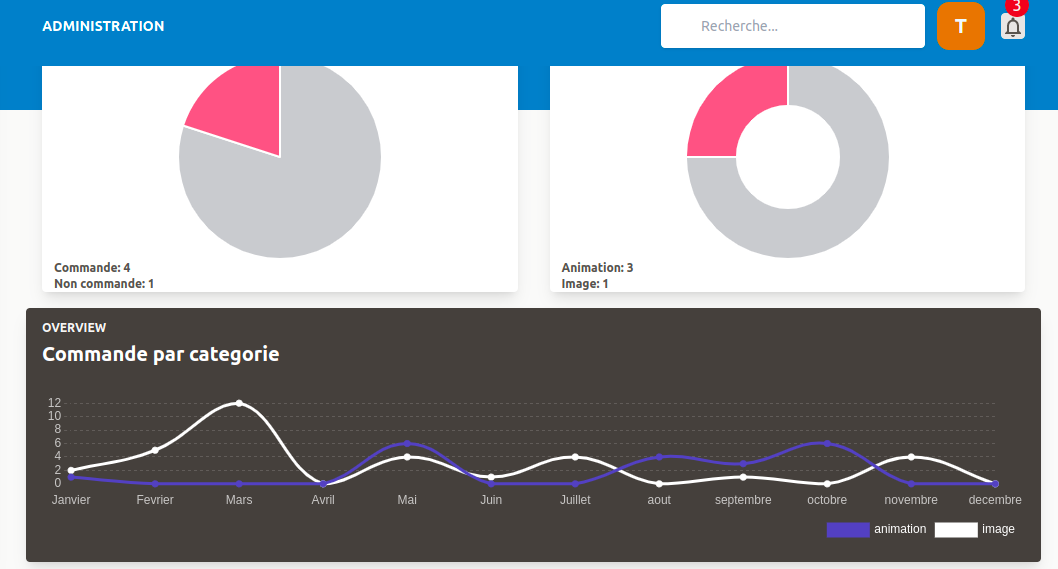 ADMINISTRATION
Recherche...
T
3
Commande: 4
Non commande: 1
Animation: 3
Image: 1
OVERVIEW
Commande par categorie
12
10
8
6
4
2
0
Janvier Fevrier Mars Avril Mai Juin Juillet aout septembre octobre novembre decembre
animation image